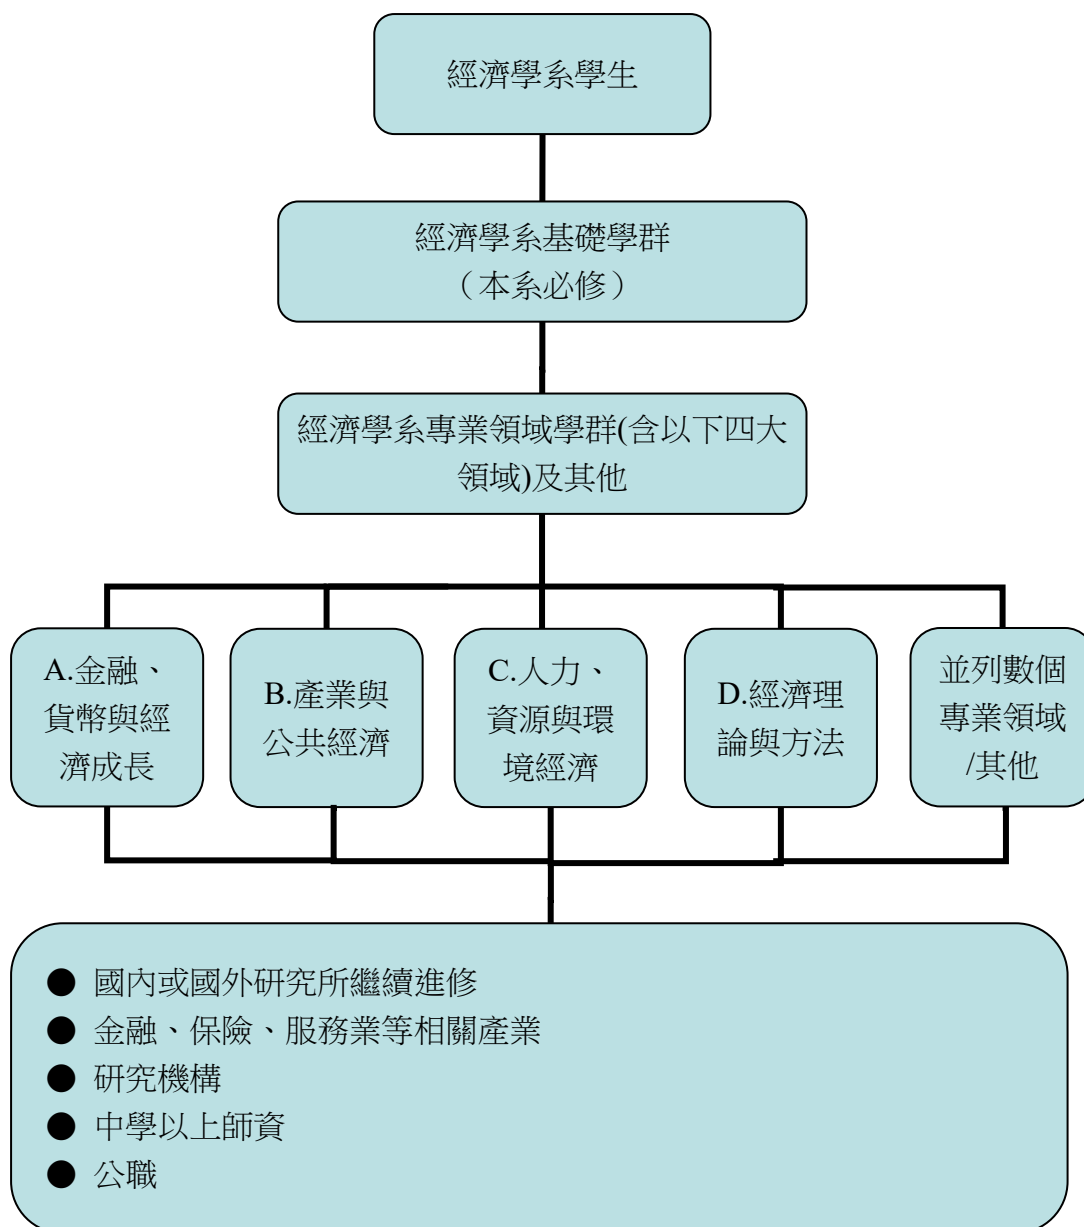 經濟學系學生
經濟學系基礎學群
（本系必修）
經濟學系專業領域學群(含以下四大
領域)及其他
A.金融、
貨幣與經
濟成長
B.產業與
公共經濟
C.人力、
資源與環
境經濟
D.經濟理
論與方法
並列數個
專業領域
/其他
● 國內或國外研究所繼續進修
● 金融、保險、服務業等相關產業
● 研究機構
● 中學以上師資
● 公職